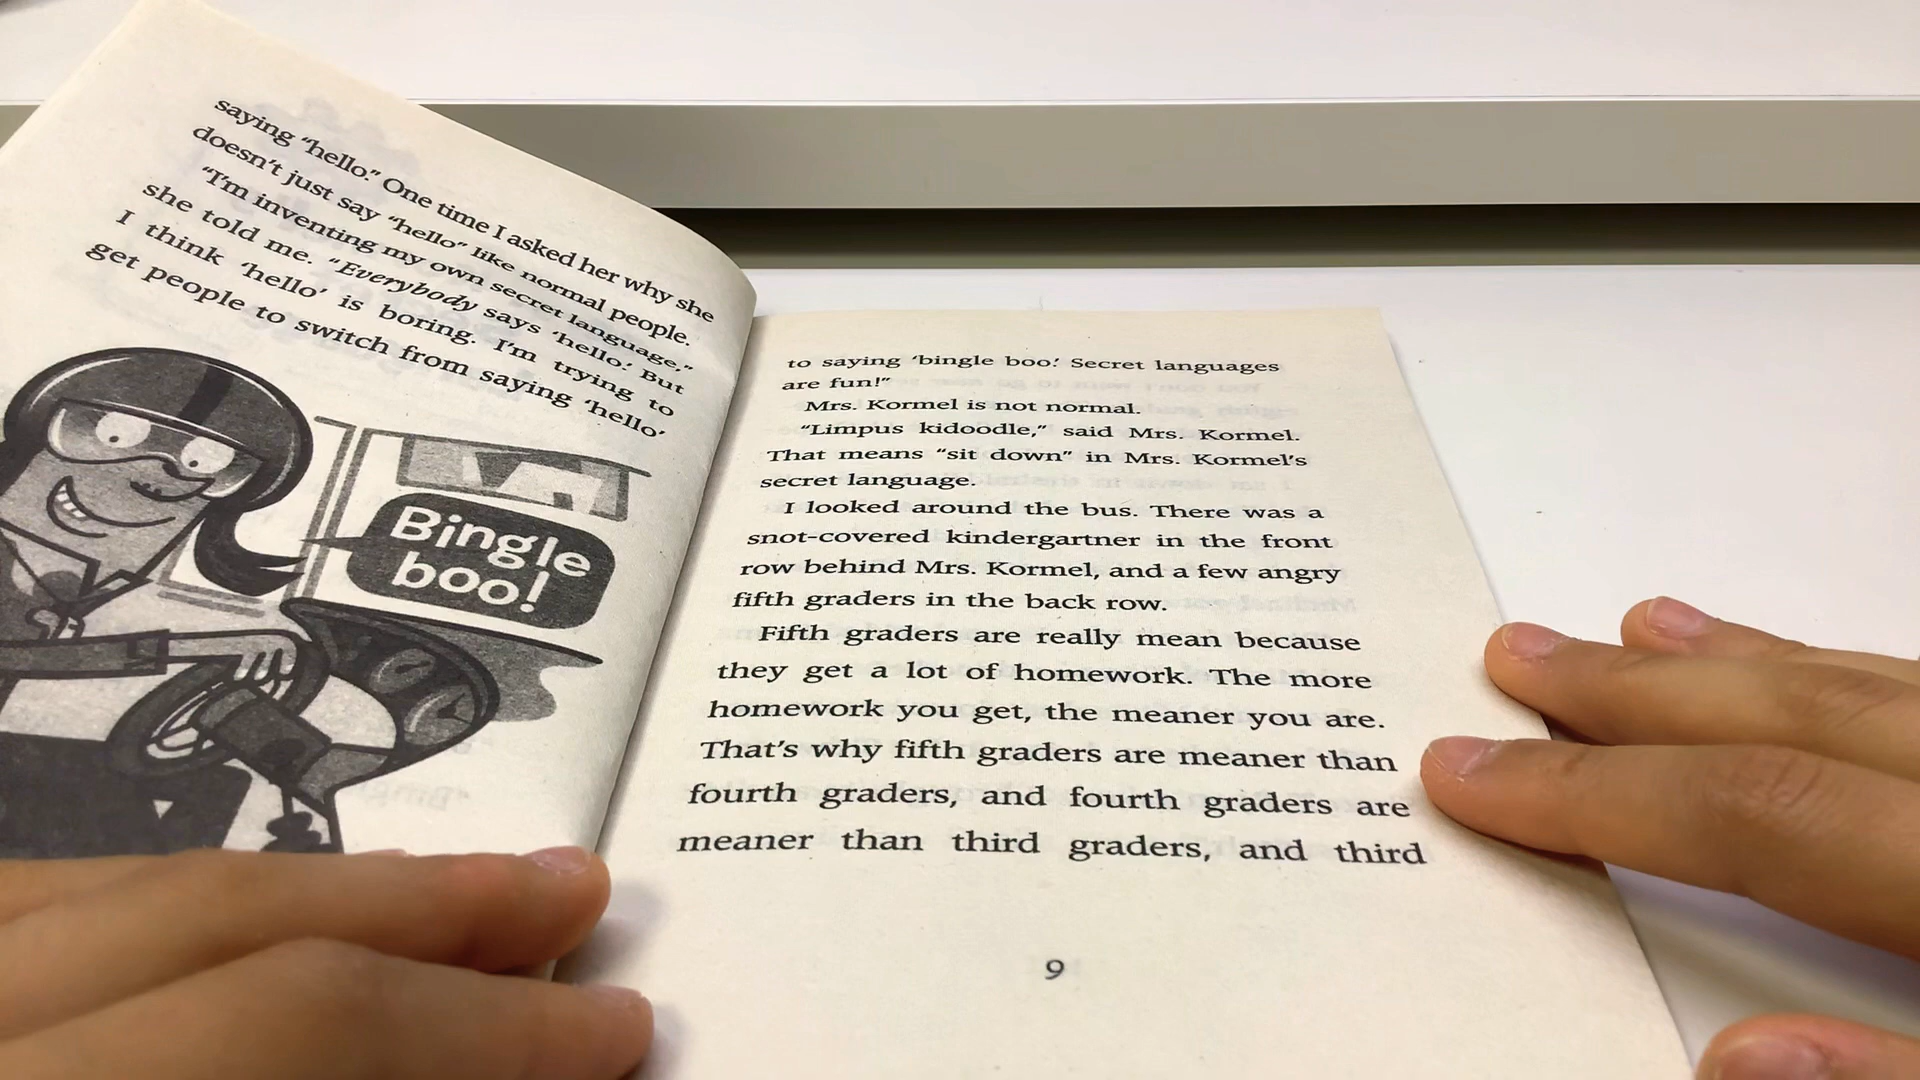 saying “hello.” One time I asked her why she
doesn’t just say “hello” like normal people.
“I’m inventing my own secret language,”
she told me. “Everybody says ‘hello.’ But
I think ‘hello’ is boring. I’m trying to
get people to switch from saying ‘hello’
Bingle
boo!
to saying ‘bingle boo.’ Secret languages
are fun!”
Mrs. Kormel is not normal.
“Limpus kidoodle,” said Mrs. Kormel.
That means “sit down” in Mrs. Kormel’s
secret language.
I looked around the bus. There was a
snot-covered kindergartner in the front
row behind Mrs. Kormel, and a few angry
fifth graders in the back row.
Fifth graders are really mean because
they get a lot of homework. The more
homework you get, the meaner you are.
That’s why fifth graders are meaner than
fourth graders, and fourth graders are
meaner than third graders, and third
9